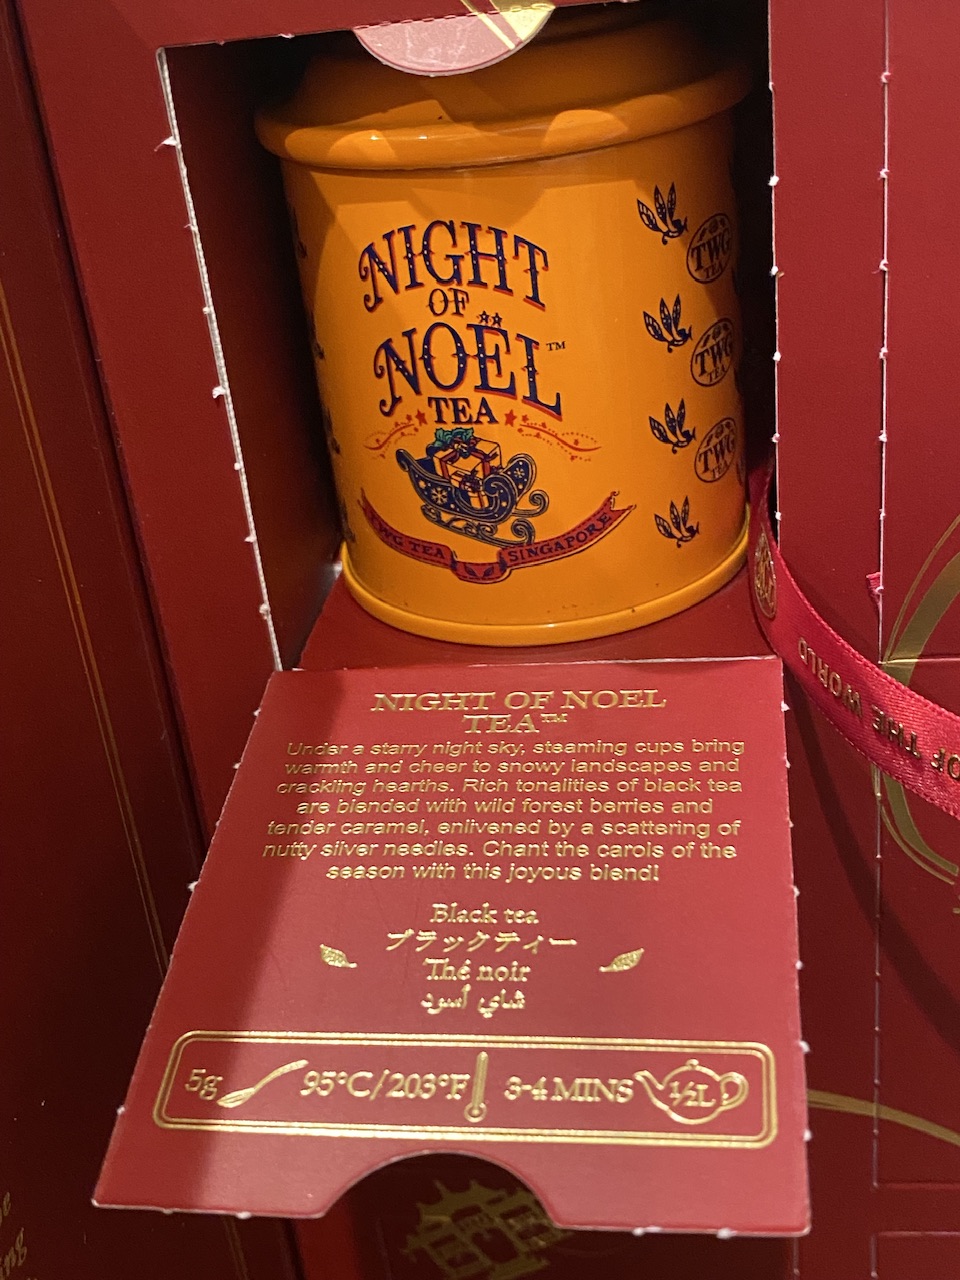 NIGHT
OF
NOËL™
TEA
TWG TEA SINGAPORE
TWG
TEA
TWG
TEA
TWG
TEA
OF THE WORLD
NIGHT OF NOEL
TEA™
Under a starry night sky, steaming cups bring
warmth and cheer to snowy landscapes and
crackling hearths. Rich tonalities of black tea
are blended with wild forest berries and
tender caramel, enlivened by a scattering of
nutty silver needles. Chant the carols of the
season with this joyous blend!
Black tea
ブラックティー
Thé noir
شاي أسود
5g 95°C/203°F 3-4 MINS ½L